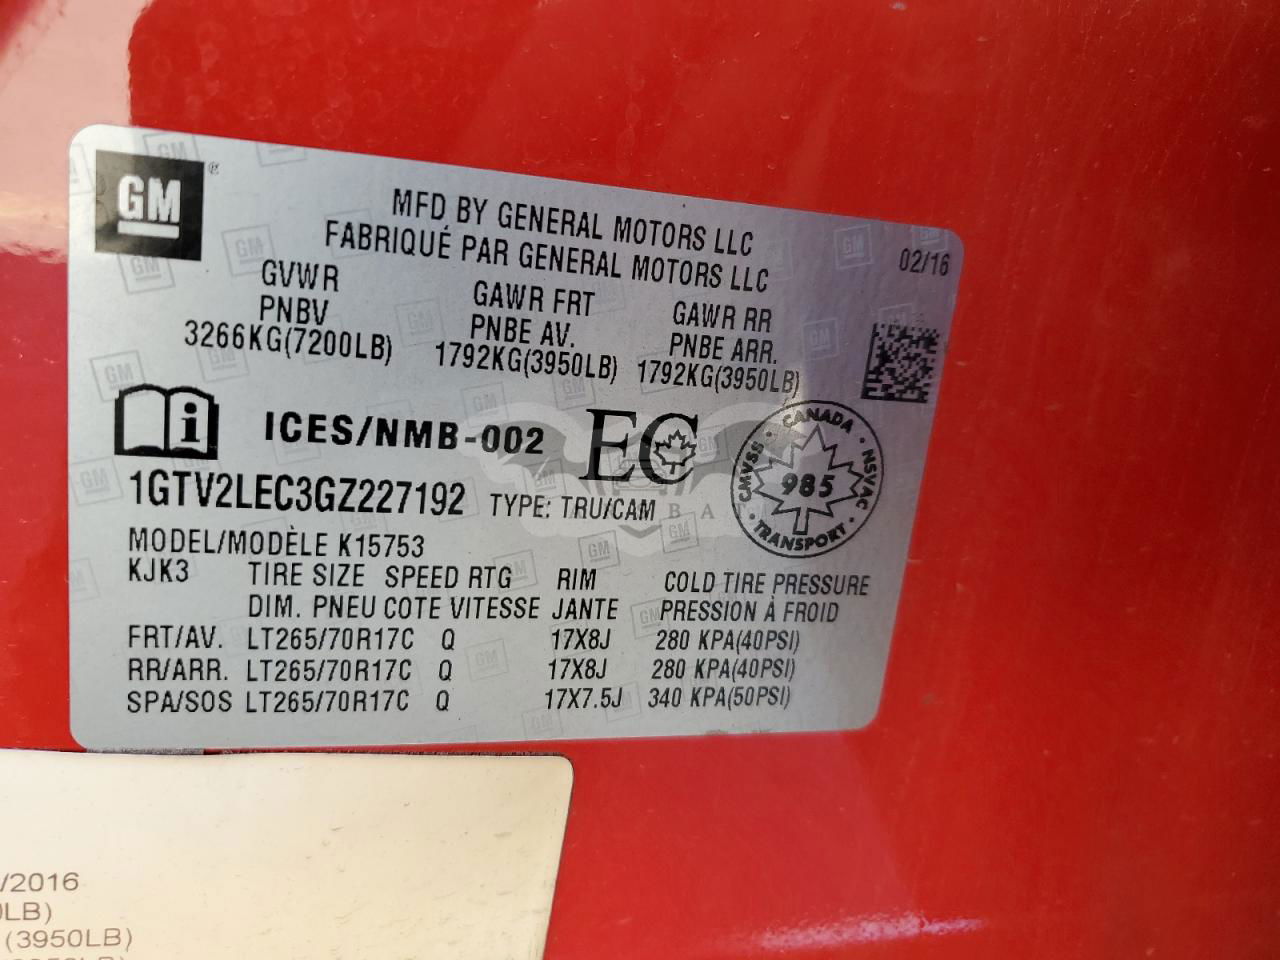 GM
®
MFD BY GENERAL MOTORS LLC
FABRIQUÉ PAR GENERAL MOTORS LLC
02/16
GVWR GAWR FRT GAWR RR
PNBV PNBE AV. PNBE ARR.
3266KG(7200LB) 1792KG(3950LB) 1792KG(3950LB)
ICES/NMB-002 EC
CANADA
CMVSS 985 NSVAC
TRANSPORT
1GTV2LEC3GZ227192 TYPE: TRU/CAM
MODEL/MODÈLE K15753
KJK3 TIRE SIZE SPEED RTG RIM COLD TIRE PRESSURE
DIM. PNEU COTE VITESSE JANTE PRESSION À FROID
FRT/AV. LT265/70R17C Q 17X8J 280 KPA(40PSI)
RR/ARR. LT265/70R17C Q 17X8J 280 KPA(40PSI)
SPA/SOS LT265/70R17C Q 17X7.5J 340 KPA(50PSI)
/2016
0LB)
(3950LB)